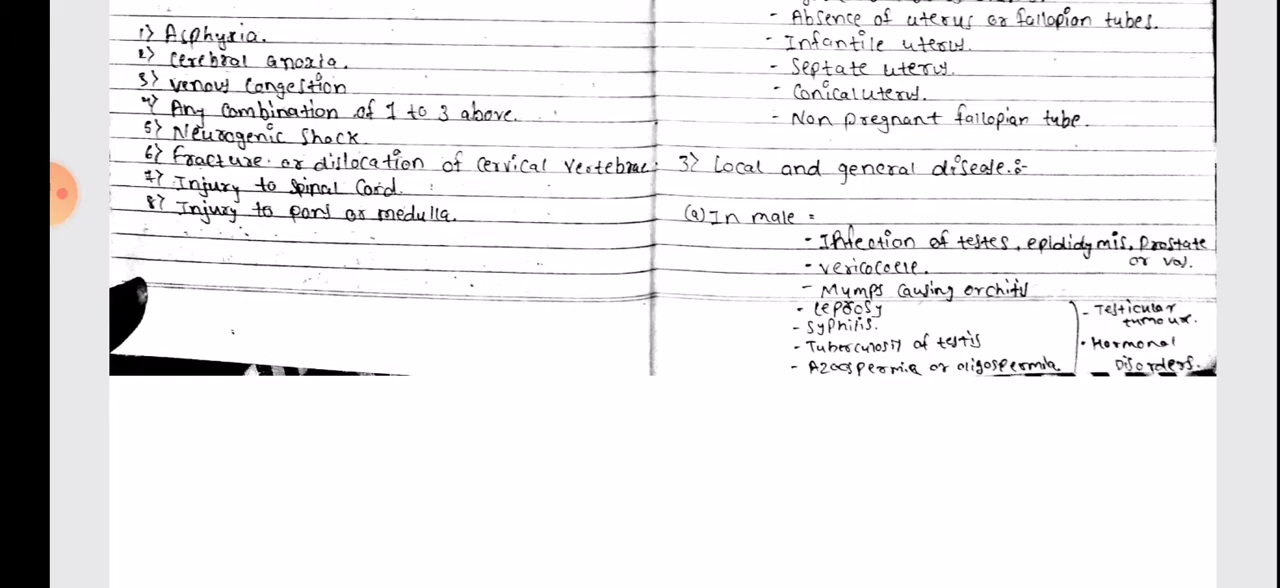 1) Asphyxia.
2) Cerebral anoxia.
3) Venous Congestion
4) Any Combination of 1 to 3 above.
5) Neurogenic Shock
6) Fracture or dislocation of Cervical Vertebrae.
7) Injury to Spinal Cord.
8) Injury to pons or medulla.
- Absence of uterus or fallopian tubes.
- Infantile uterus.
- Septate uterus.
- Conical uterus.
- Non pregnant fallopian tube.
3) Local and general disease :-
(a) In male =
- Infection of testes, epididymis, Prostate
or vas.
- Vericocele.
- Mumps Causing orchitis
- Leprosy
- Syphilis.
- Tuberculosis of testis
- Azoospermia or oligospermia
- Testicular
tumour.
- Hormonal
Disorders.